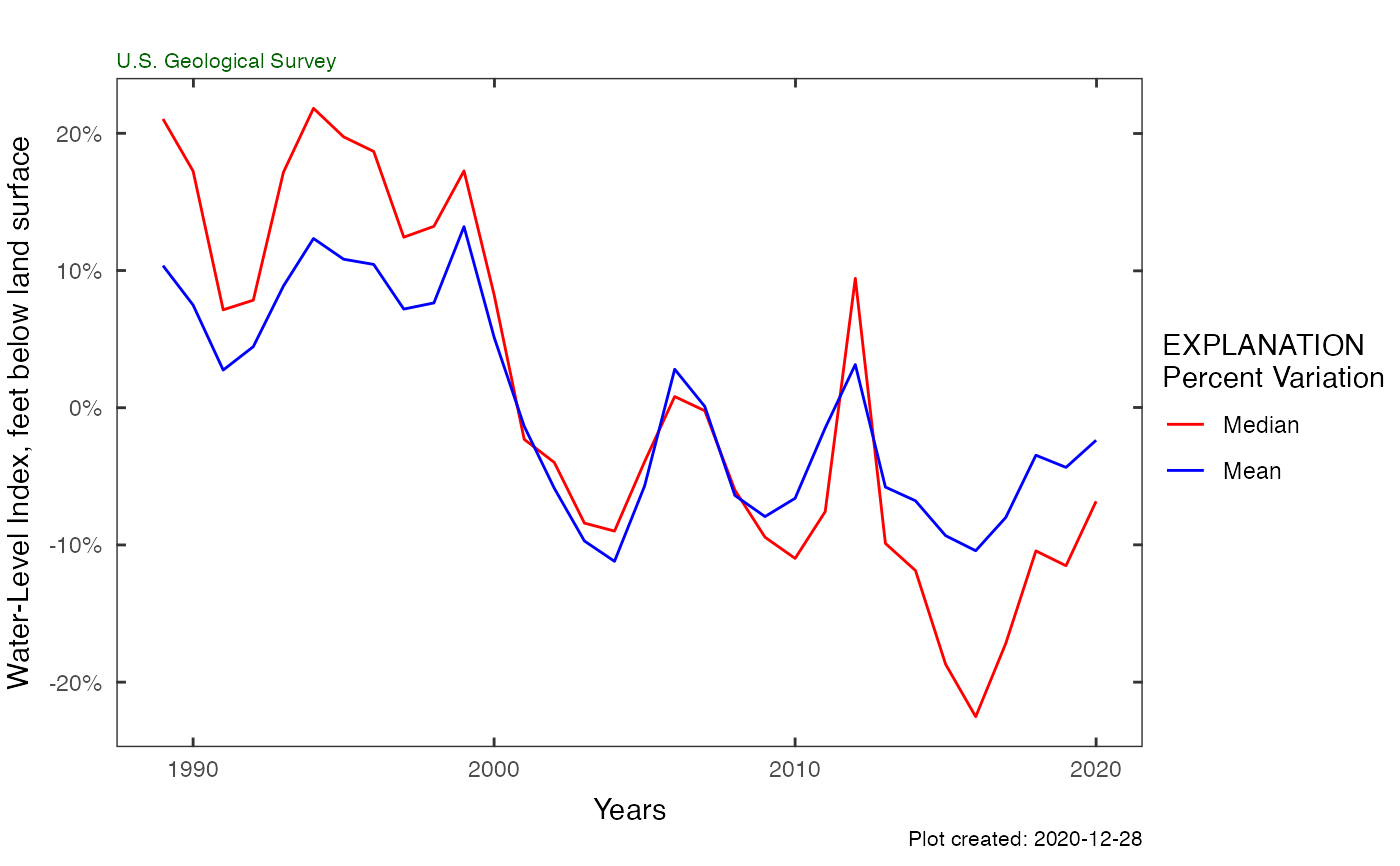 U.S. Geological Survey
Water-Level Index, feet below land surface
20%
10%
0%
-10%
-20%
1990
2000
2010
2020
Years
EXPLANATION
Percent Variation
Median
Mean
Plot created: 2020-12-28